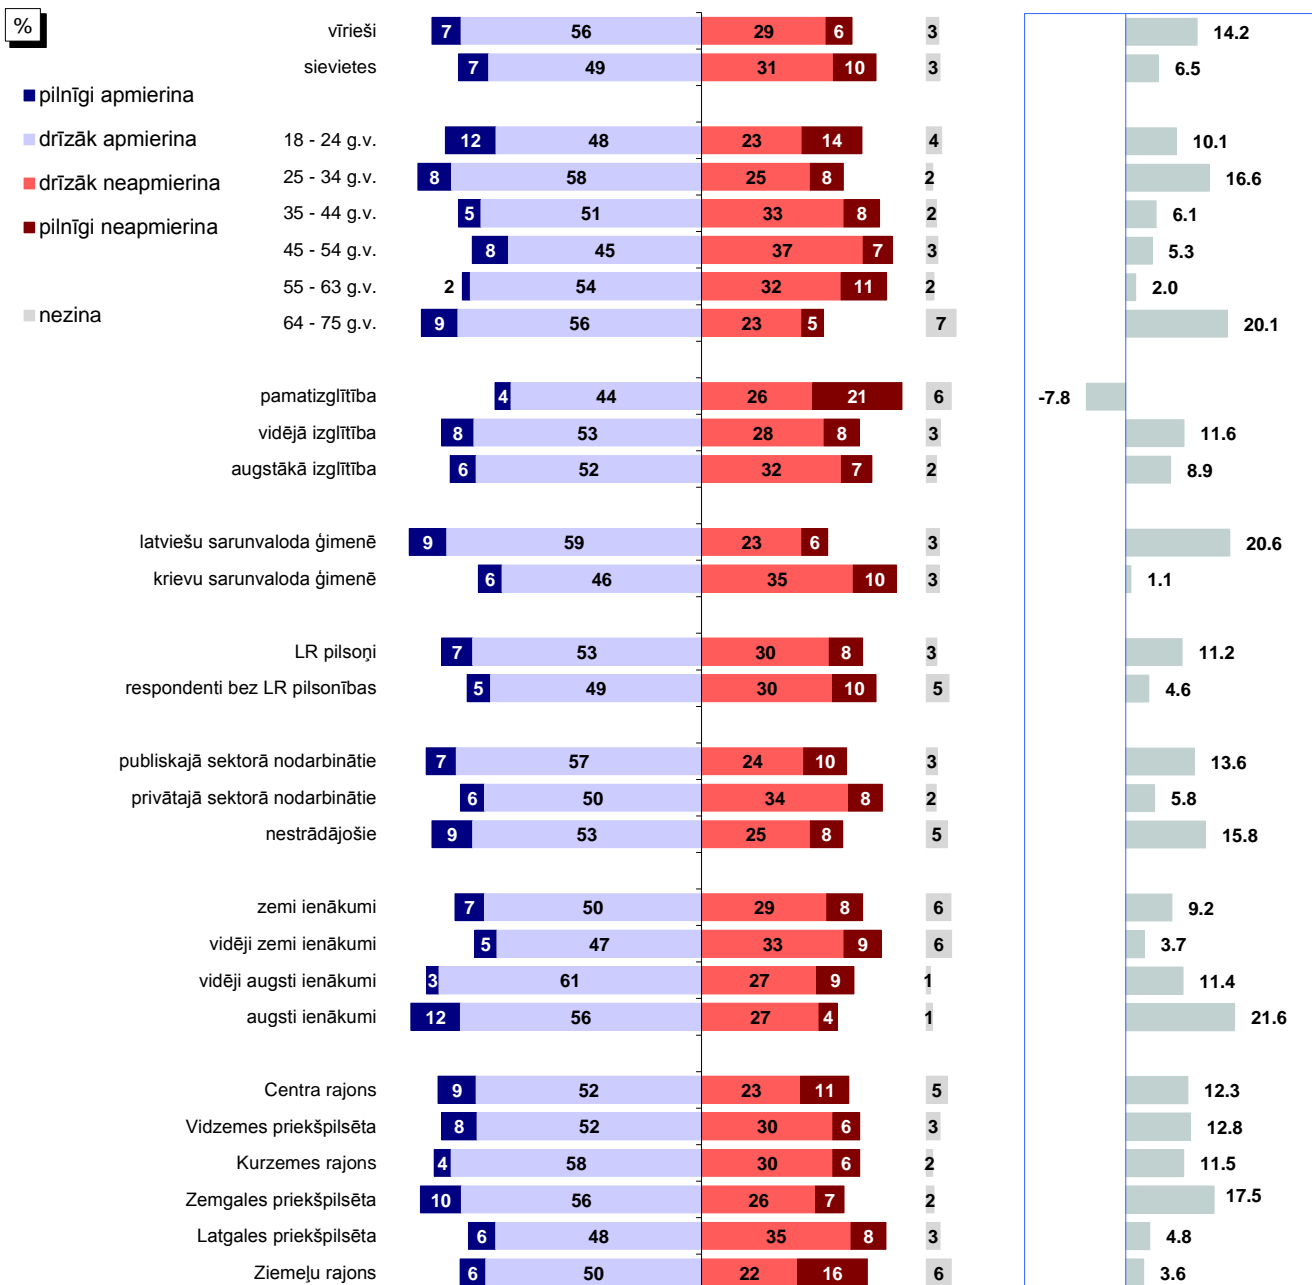 %
pilnīgi apmierina
drīzāk apmierina
drīzāk neapmierina
pilnīgi neapmierina
nezina
vīrieši 7 56 29 6 3 14.2
sievietes 7 49 31 10 3 6.5
18 - 24 g.v. 12 48 23 14 4 10.1
25 - 34 g.v. 8 58 25 8 2 16.6
35 - 44 g.v. 5 51 33 8 2 6.1
45 - 54 g.v. 8 45 37 7 3 5.3
55 - 63 g.v. 2 54 32 11 2 2.0
64 - 75 g.v. 9 56 23 5 7 20.1
pamatizglītība 4 44 26 21 6 -7.8
vidējā izglītība 8 53 28 8 3 11.6
augstākā izglītība 6 52 32 7 2 8.9
latviešu sarunvaloda ģimenē 9 59 23 6 3 20.6
krievu sarunvaloda ģimenē 6 46 35 10 3 1.1
LR pilsoņi 7 53 30 8 3 11.2
respondenti bez LR pilsonības 5 49 30 10 5 4.6
publiskajā sektorā nodarbinātie 7 57 24 10 3 13.6
privātajā sektorā nodarbinātie 6 50 34 8 2 5.8
nestrādājošie 9 53 25 8 5 15.8
zemi ienākumi 7 50 29 8 6 9.2
vidēji zemi ienākumi 5 47 33 9 6 3.7
vidēji augsti ienākumi 3 61 27 9 1 11.4
augsti ienākumi 12 56 27 4 1 21.6
Centra rajons 9 52 23 11 5 12.3
Vidzemes priekšpilsēta 8 52 30 6 3 12.8
Kurzemes rajons 4 58 30 6 2 11.5
Zemgales priekšpilsēta 10 56 26 7 2 17.5
Latgales priekšpilsēta 6 48 35 8 3 4.8
Ziemeļu rajons 6 50 22 16 6 3.6